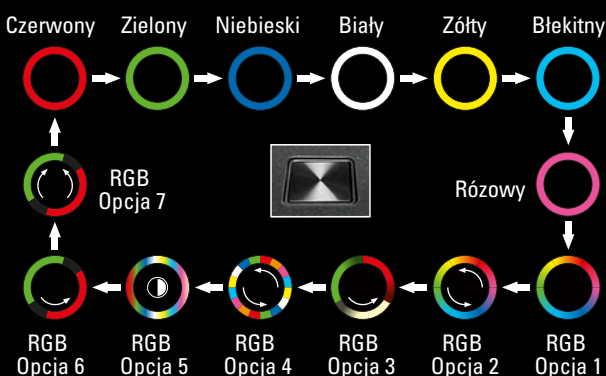 Czerwony
Zielony
Niebieski
Biały
Zółty
Błekitny
RGB
Opcja 7
Rózowy
RGB
Opcja 6
RGB
Opcja 5
RGB
Opcja 4
RGB
Opcja 3
RGB
Opcja 2
RGB
Opcja 1